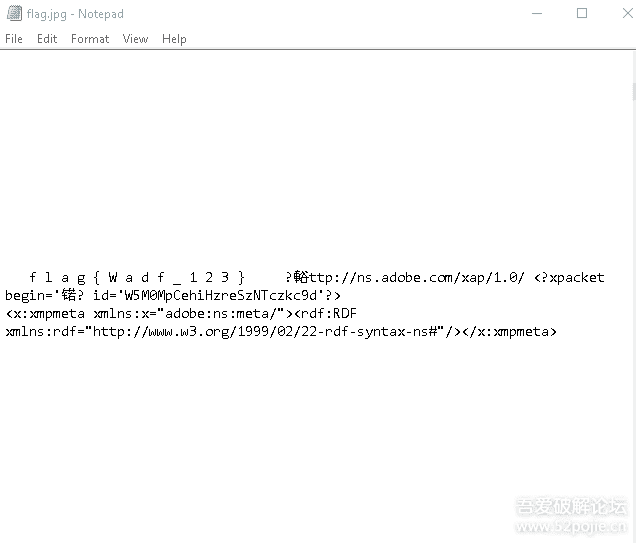 flag.jpg - Notepad
File Edit Format View Help
f l a g { W a d f _ 1 2 3 } ?輍ttp://ns.adobe.com/xap/1.0/ <?xpacket
begin='锘? id='W5M0MpCehiHzreSzNTczkc9d'?>
<x:xmpmeta xmlns:x="adobe:ns:meta/"><rdf:RDF
xmlns:rdf="http://www.w3.org/1999/02/22-rdf-syntax-ns#"/></x:xmpmeta>
吾爱破解论坛
www.52pojie.cn